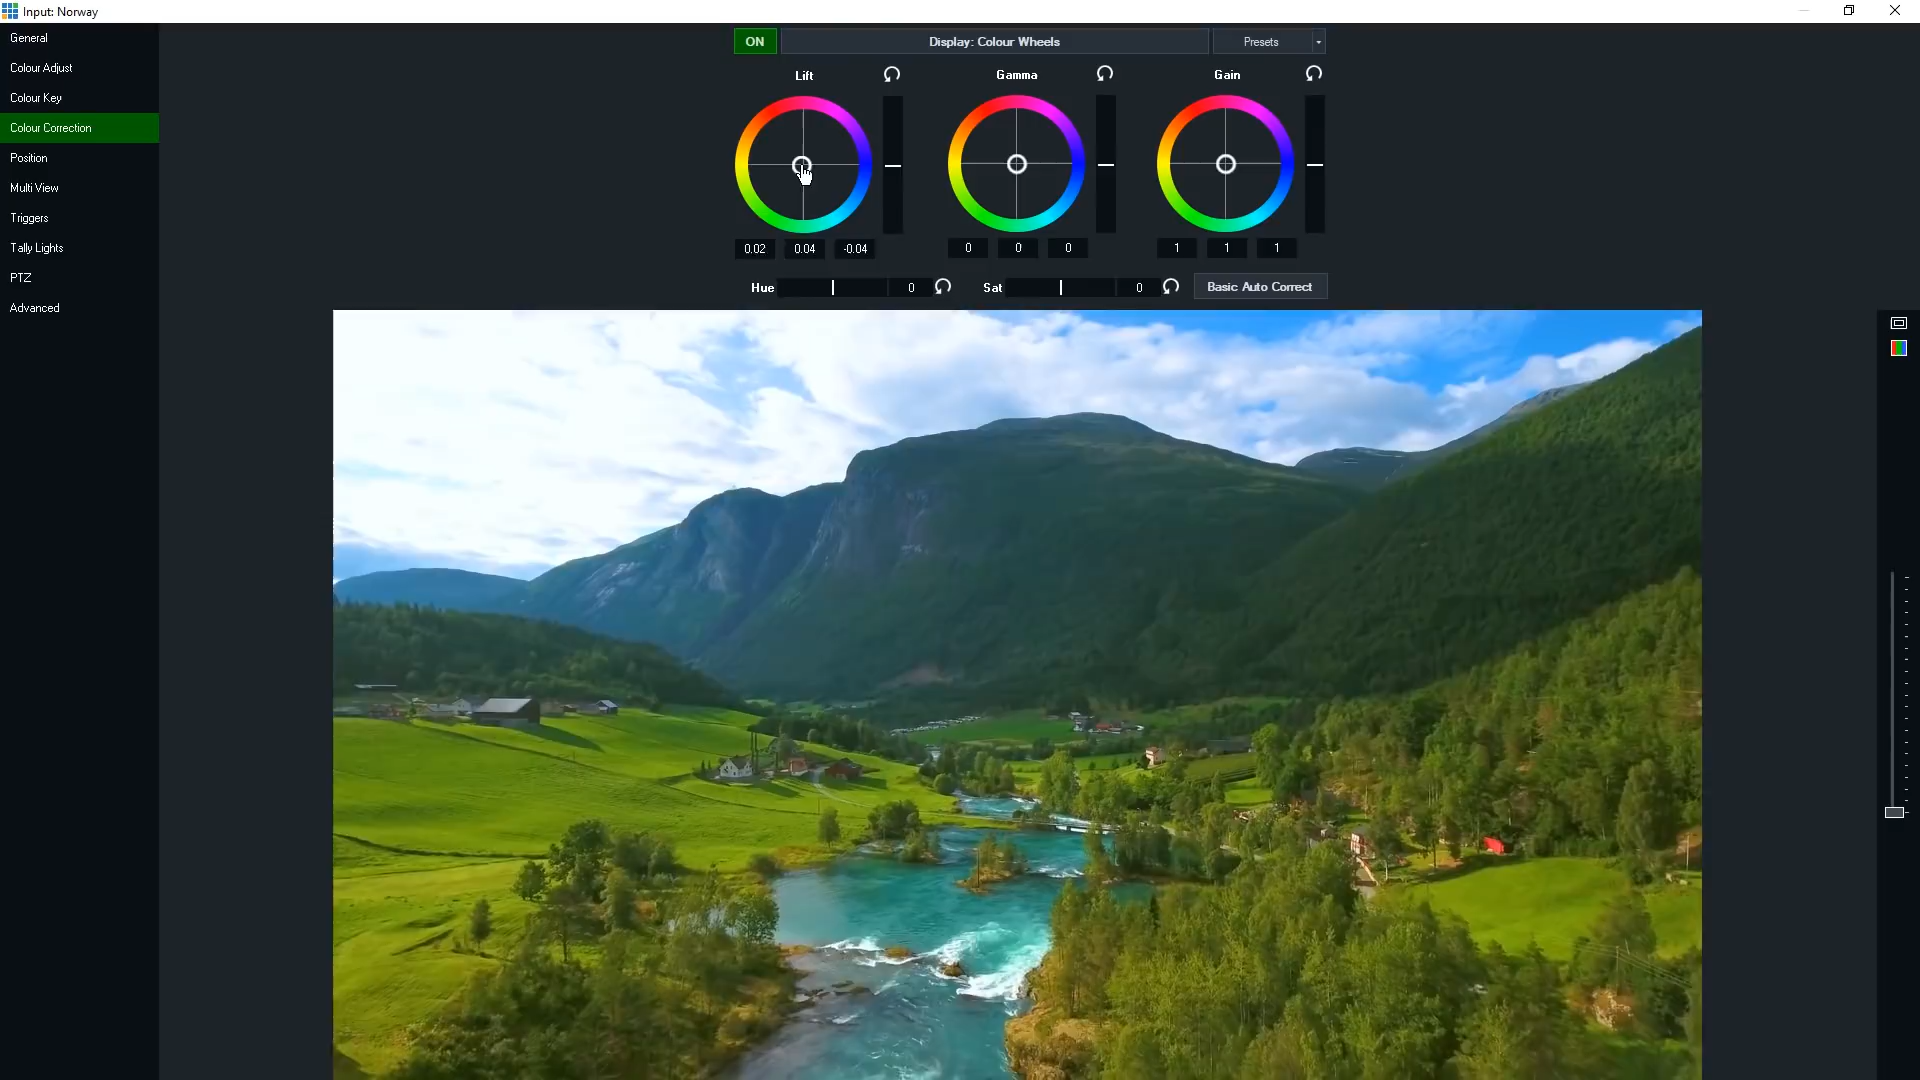 Input: Norway
General
Colour Adjust
Colour Key
Colour Correction
Position
Multi View
Triggers
Tally Lights
PTZ
Advanced
ON Display: Colour Wheels Presets
Lift Gamma Gain
0.02 0.04 -0.04 0 0 0 1 1 1
Hue 0 Sat 0 Basic Auto Correct